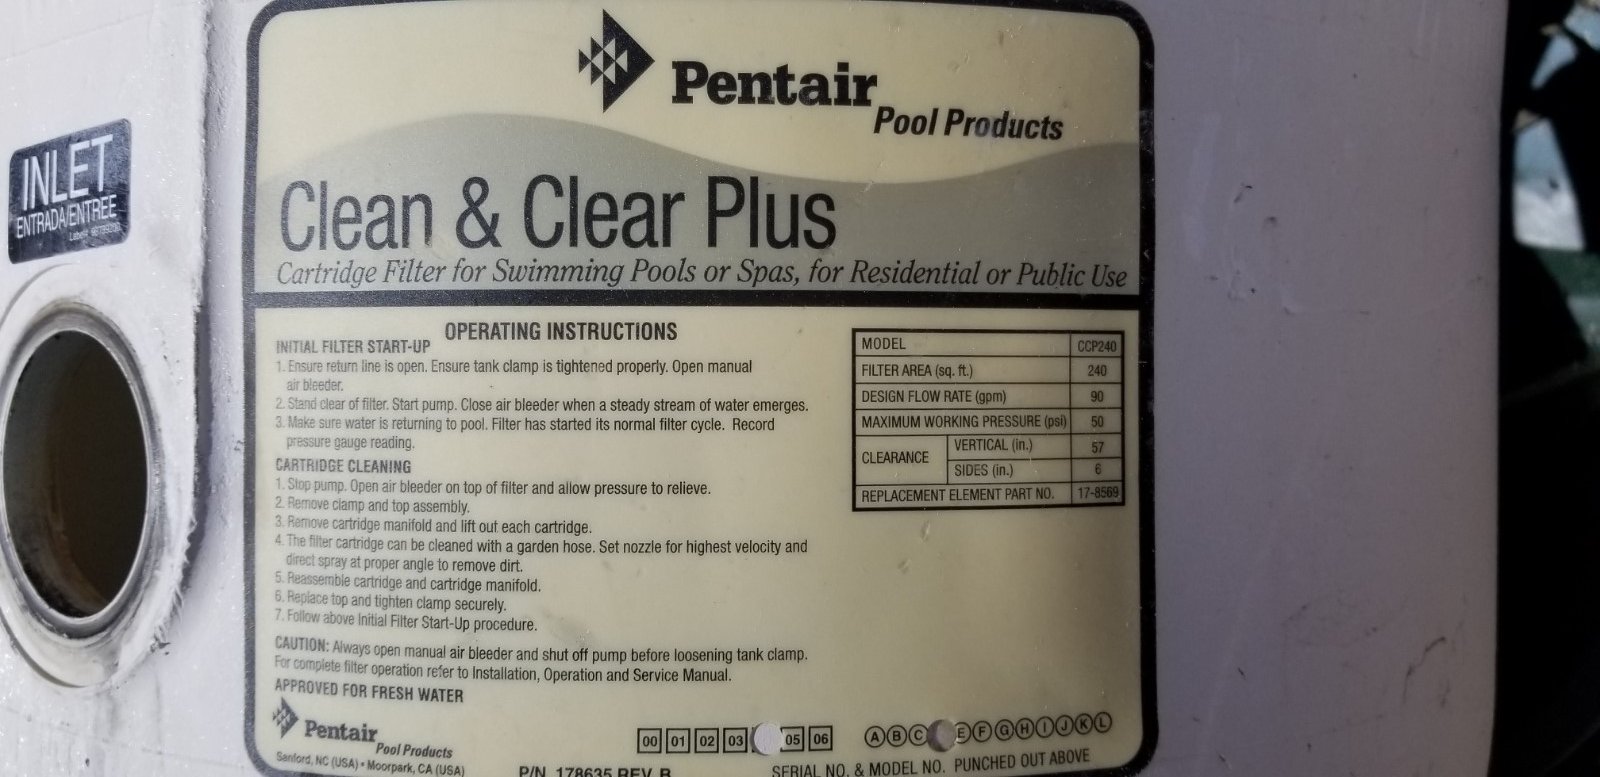 INLET
ENTRADA/ENTREE
Pentair
Pool Products
Clean & Clear Plus
Cartridge Filter for Swimming Pools or Spas, for Residential or Public Use
OPERATING INSTRUCTIONS
INITIAL FILTER START-UP
1. Ensure return line is open. Ensure tank clamp is tightened properly. Open manual
air bleeder.
2. Stand clear of filter. Start pump. Close air bleeder when a steady stream of water emerges.
3. Make sure water is returning to pool. Filter has started its normal filter cycle. Record
pressure gauge reading.
CARTRIDGE CLEANING
1. Stop pump. Open air bleeder on top of filter and allow pressure to relieve.
2. Remove clamp and top assembly.
3. Remove cartridge manifold and lift out each cartridge.
4. The filter cartridge can be cleaned with a garden hose. Set nozzle for highest velocity and
direct spray at proper angle to remove dirt.
5. Reassemble cartridge and cartridge manifold.
6. Replace top and tighten clamp securely.
7. Follow above Initial Filter Start-Up procedure.
CAUTION: Always open manual air bleeder and shut off pump before loosening tank clamp.
For complete filter operation refer to Installation, Operation and Service Manual.
APPROVED FOR FRESH WATER
MODEL CCP240
FILTER AREA (sq. ft.) 240
DESIGN FLOW RATE (gpm) 90
MAXIMUM WORKING PRESSURE (psi) 50
CLEARANCE VERTICAL (in.) 57
SIDES (in.) 6
REPLACEMENT ELEMENT PART NO. 17-8569
Pentair
Pool Products
Sanford, NC (USA) • Moorpark, CA (USA)
P/N 178635 REV. B
00 01 02 03 05 06
A B C E F G H I J K L
SERIAL NO. & MODEL NO. PUNCHED OUT ABOVE